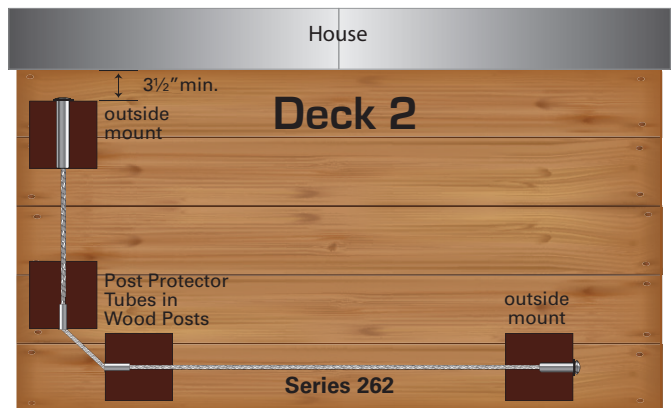 House
3½" min.
outside
mount
Deck 2
Post Protector
Tubes in
Wood Posts
outside
mount
Series 262